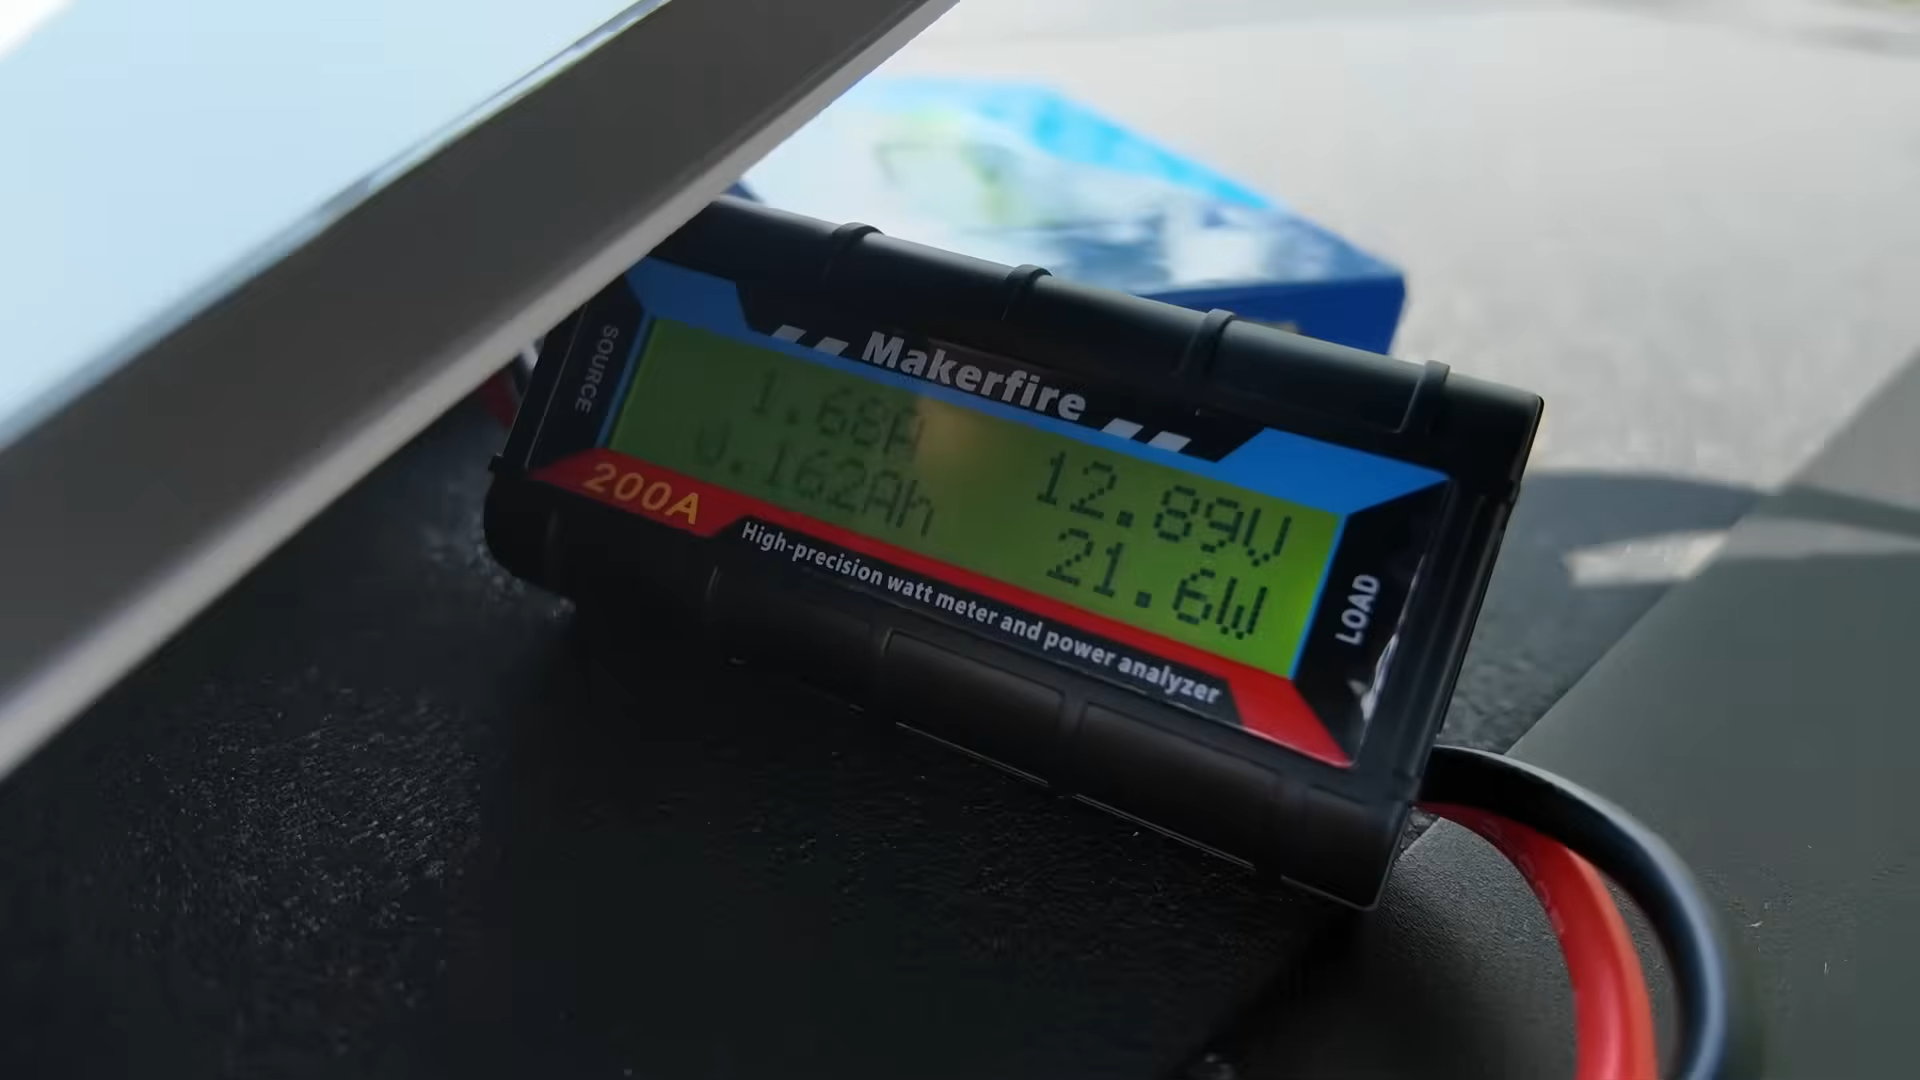 Makerfire
SOURCE
1.68A 12.89V
0.162Ah 21.6W
LOAD
200A
High-precision watt meter and power analyzer